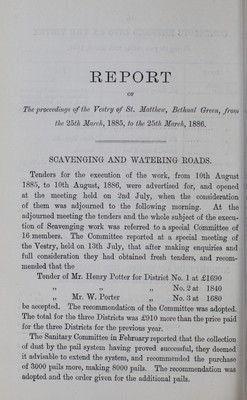 REPORT
ON
The proceedings of the Vestry of St. Matthew, Bethnal Green, from
the 25th March, 1885, to the 25th March, 1886.
SCAVENGING AND WATERING ROADS.
Tenders for the execution of the work, from 10th August
1885, to 10th August, 1886, were advertised for, and opened
at the meeting held on 2nd July, when the consideration
of them was adjourned to the following morning. At the
adjourned meeting the tenders and the whole subject of the execu-
tion of Scavenging work was referred to a special Committee of
16 members. The Committee reported at a special meeting of
the Vestry, held on 13th July, that after making enquiries and
full consideration they had obtained fresh tenders, and recom-
mended that the
Tender of Mr. Henry Potter for District No. 1 at £1690
„ „ „ No. 2 at 1840
„ Mr. W. Porter „ No. 3 at 1680
be accepted. The recommendation of the Committee was adopted.
The total for the three Districts was £910 more than the price paid
for the three Districts for the previous year.
The Sanitary Committee in February reported that the collection
of dust by the pail system having proved successful, they deemed
it advisable to extend the system, and recommended the purchase
of 3000 pails more, making 8000 pails. The recommendation was
adopted and the order given for the additional pails.